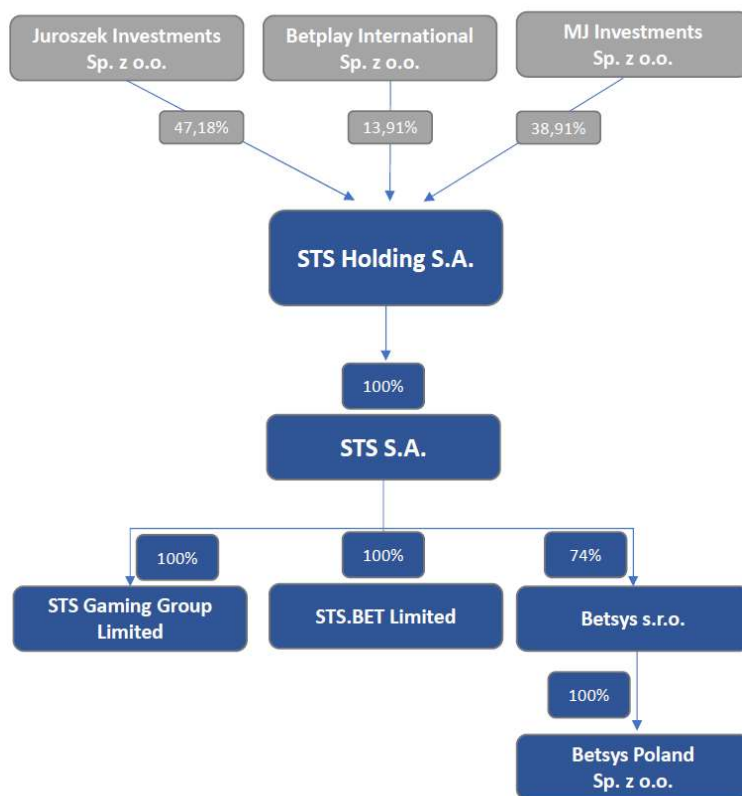 Juroszek Investments
Sp. z o.o.
Betplay International
Sp. z o.o.
MJ Investments
Sp. z o.o.
47,18%
13,91%
38,91%
STS Holding S.A.
100%
STS S.A.
100%
100%
74%
STS Gaming Group
Limited
STS.BET Limited
Betsys s.r.o.
100%
Betsys Poland
Sp. z o.o.